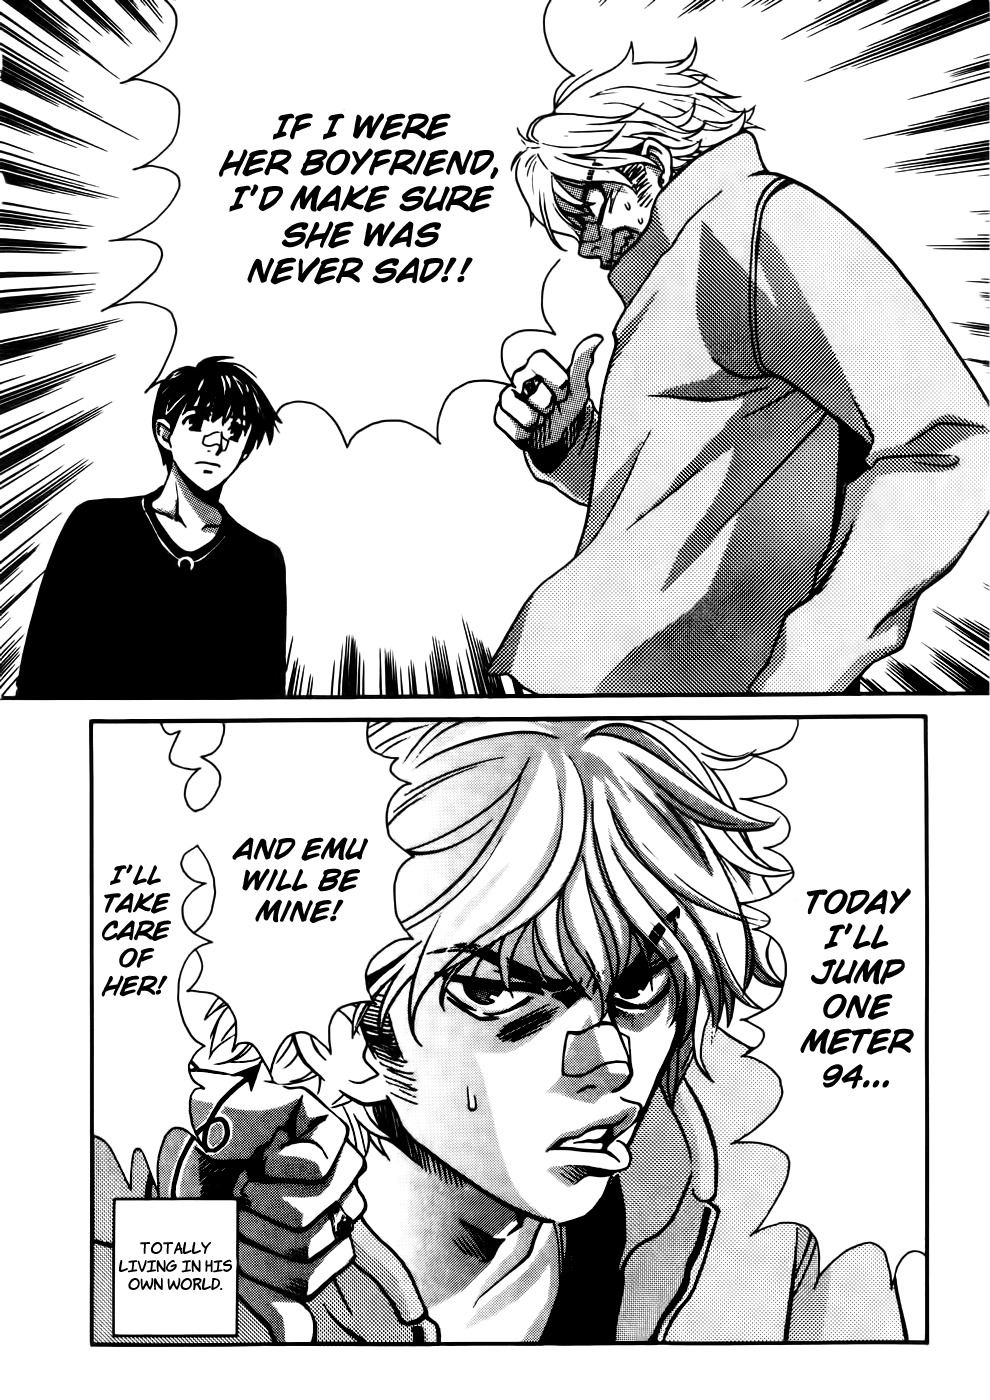 IF I WERE
HER BOYFRIEND,
I'D MAKE SURE
SHE WAS
NEVER SAD!!
TODAY
I'LL
JUMP
ONE
METER
94...
AND EMU
WILL BE
MINE!
I'LL
TAKE
CARE
OF
HER!
TOTALLY
LIVING IN HIS
OWN WORLD.